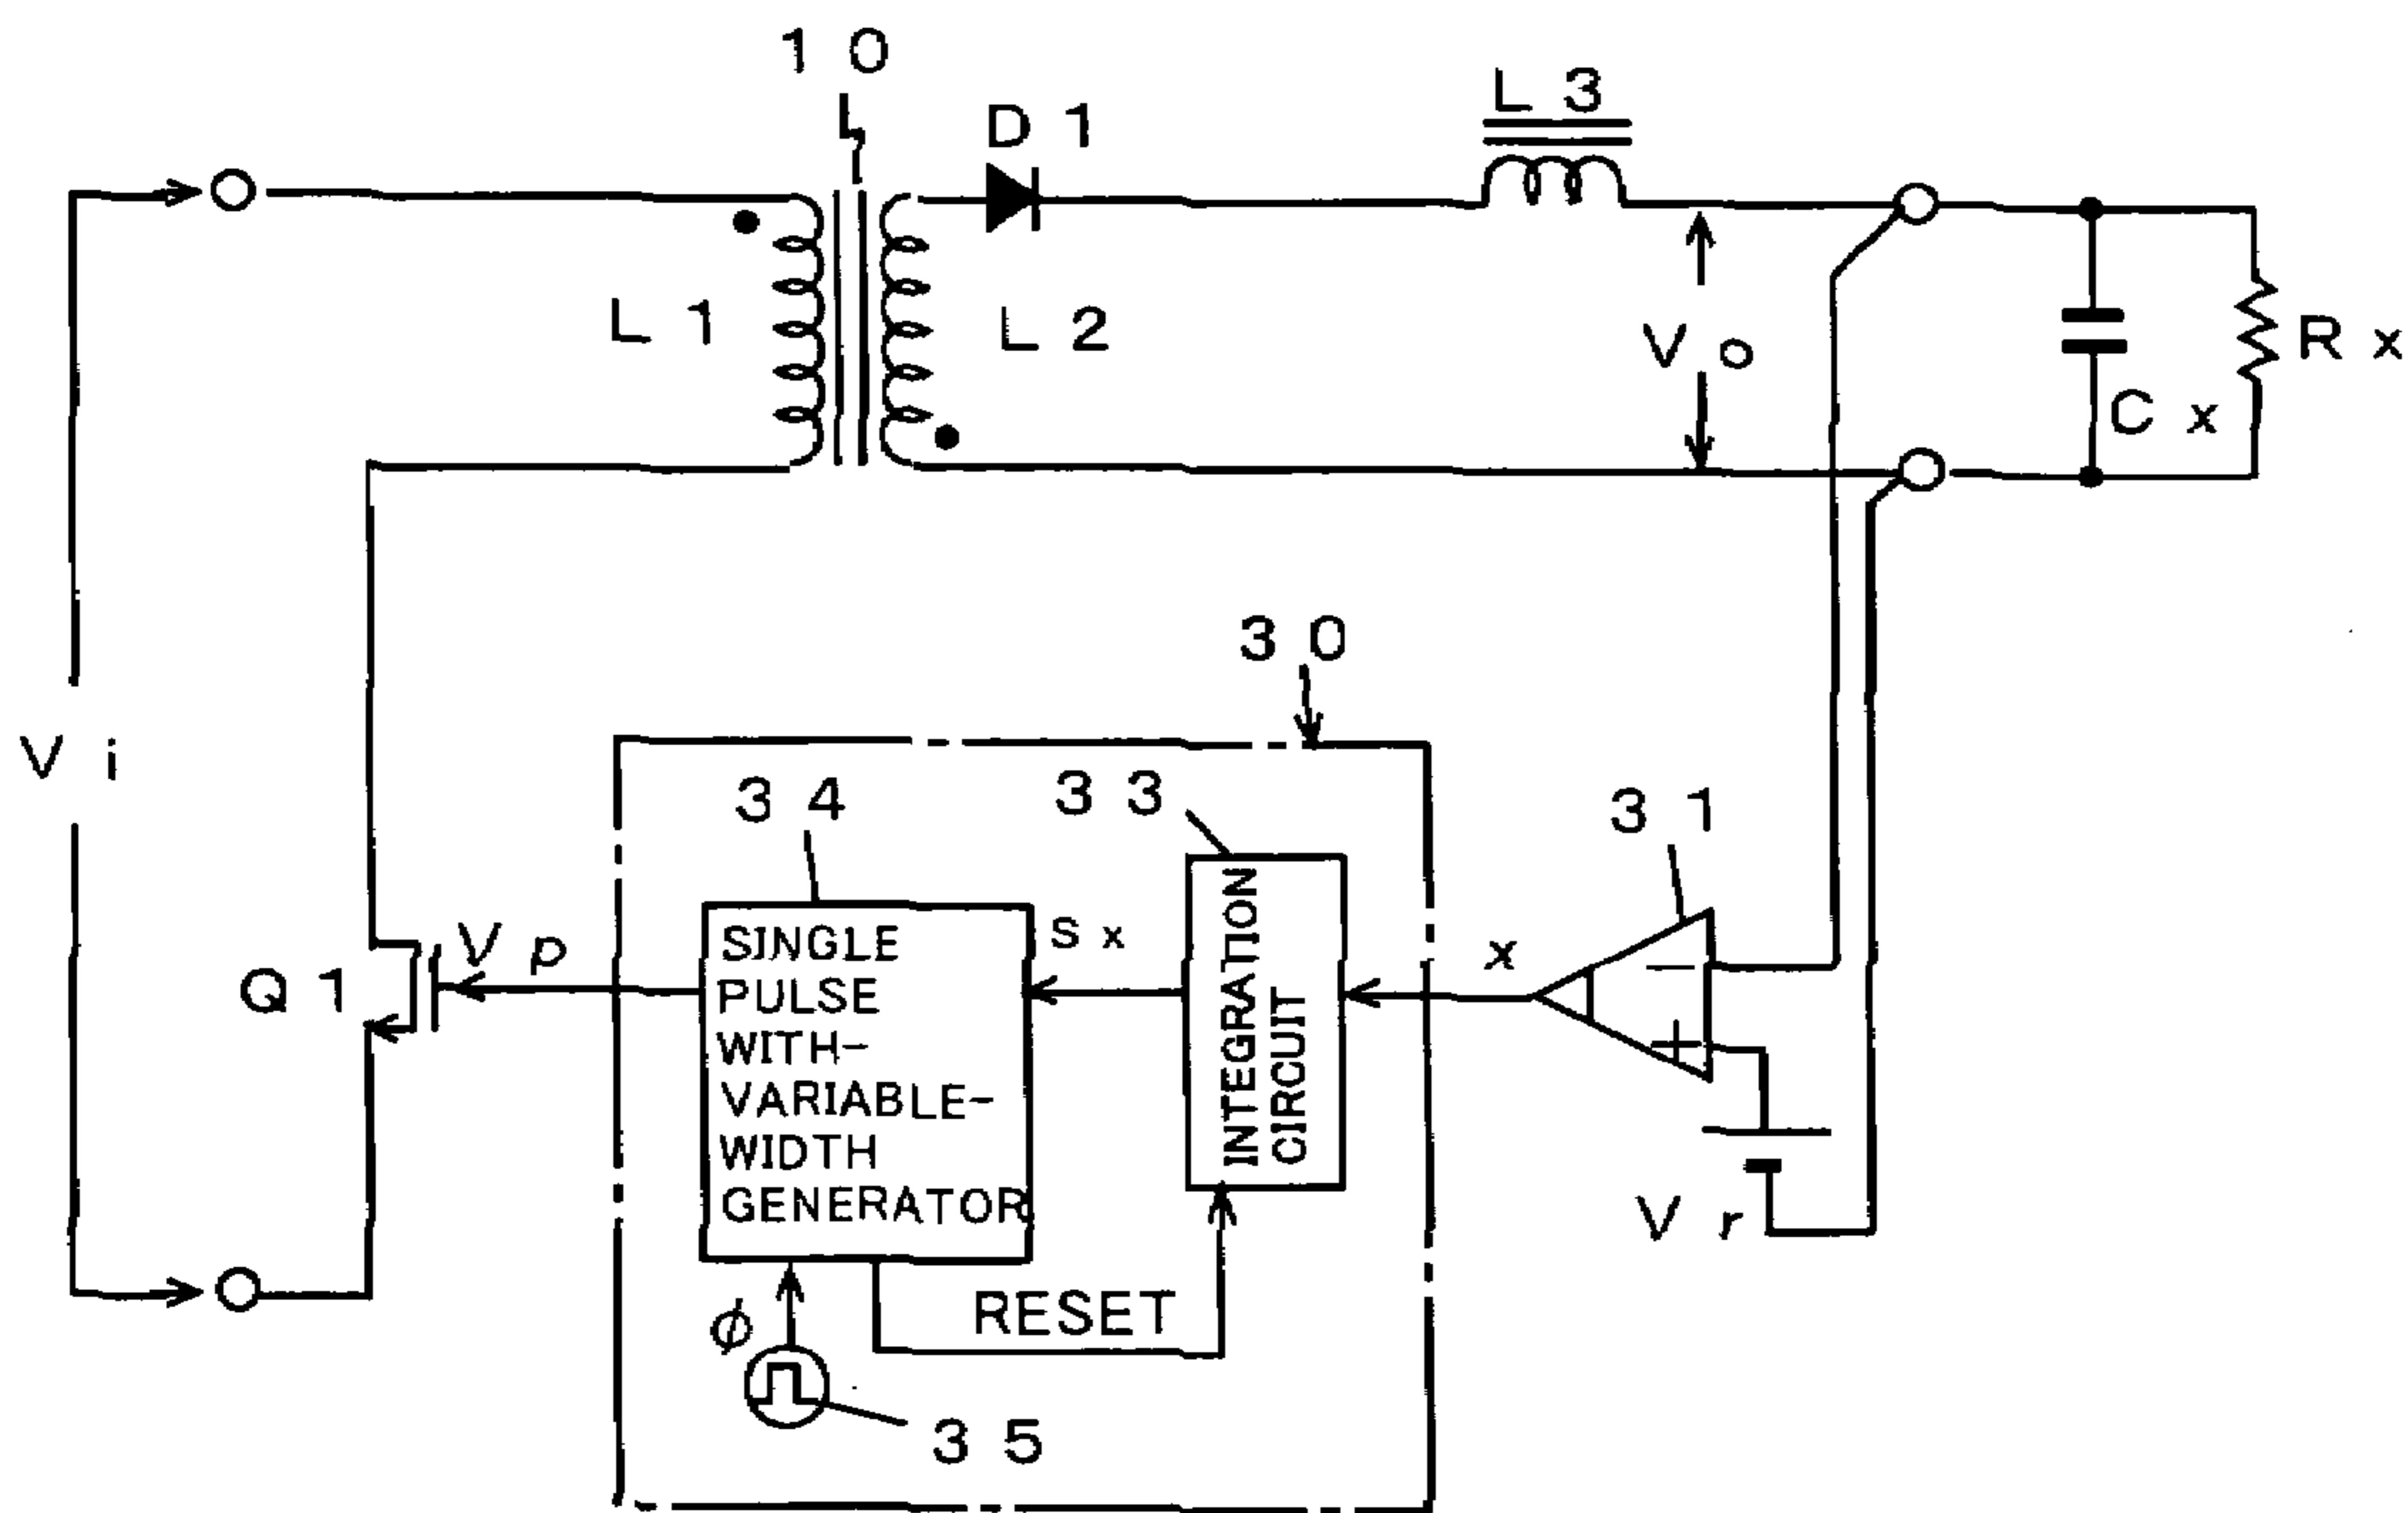 10
L3
D1
L1
L2
Vo
Rx
Cx
30
Vi
34
33
31
SINGLE
PULSE
WITH-
VARIABLE-
WIDTH
GENERATOR
Sx
INTEGRATION
CIRCUIT
x
−
+
Vp
Q1
Vr
RESET
ϕ
35